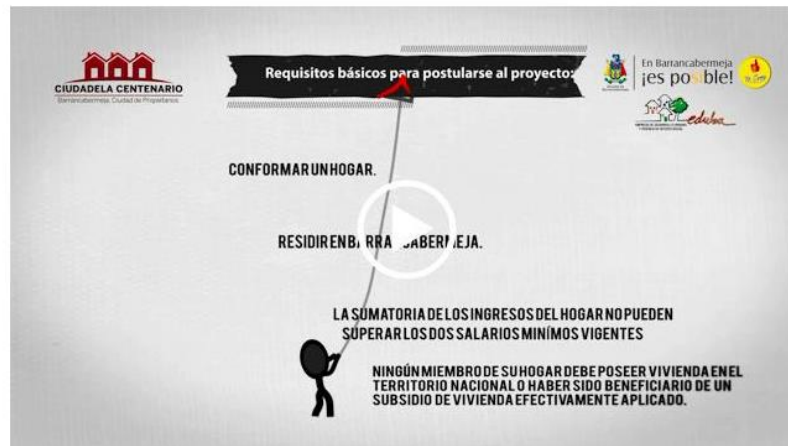 CIUDADELA CENTENARIO
Barrancabermeja, Ciudad de Propietarios
Requisitos básicos para postularse al proyecto:
En Barrancabermeja
¡es posible!
eduba
CONFORMAR UN HOGAR.
RESIDIR EN BARRANCABERMEJA.
LA SUMATORIA DE LOS INGRESOS DEL HOGAR NO PUEDEN
SUPERAR LOS DOS SALARIOS MINÍMOS VIGENTES
NINGÚN MIEMBRO DE SU HOGAR DEBE POSEER VIVIENDA EN EL
TERRITORIO NACIONAL O HABER SIDO BENEFICIARIO DE UN
SUBSIDIO DE VIVIENDA EFECTIVAMENTE APLICADO.